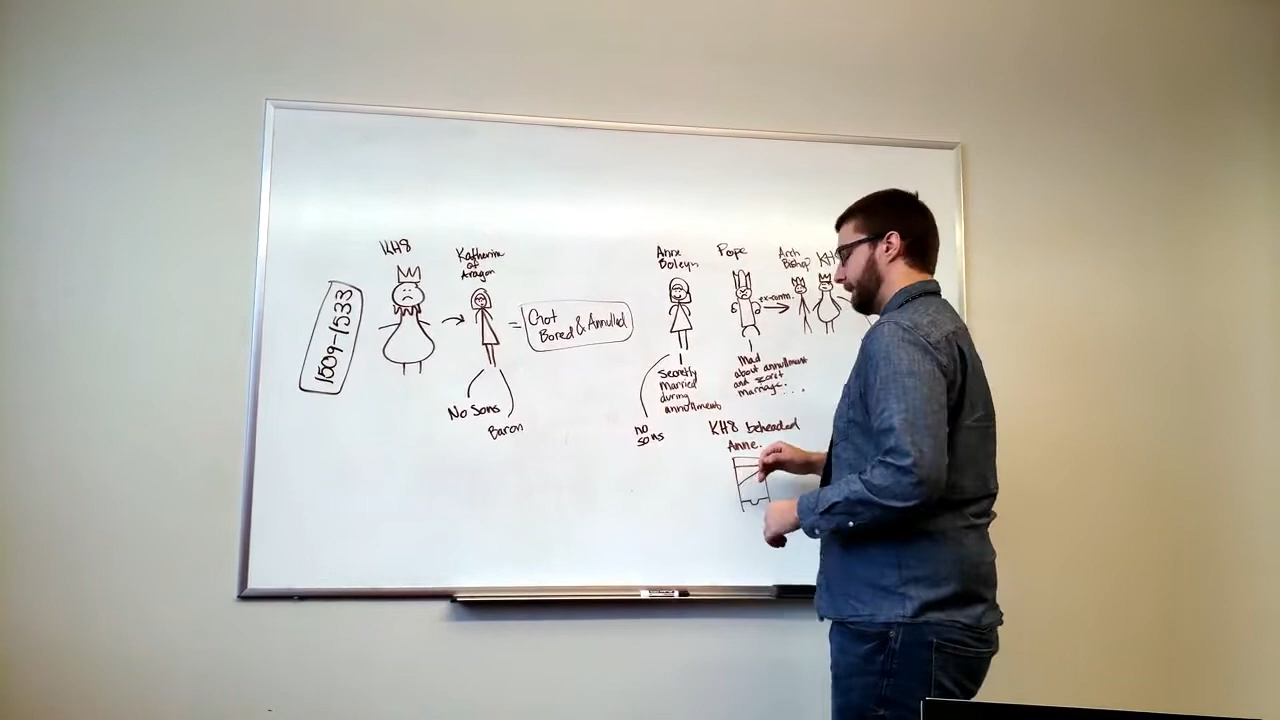 KH8
Katherine
of
Aragon
1509-1533
= Got
Bored & Annulled
No Sons
Baron
Anne
Boleyn
Secretly
Married
during
annullment
no
sons
Pope
ex-comm.
Mad
about annullment
and secret
marriage. . . .
Arch
Bishop
KH8
KH8 beheaded
Anne.